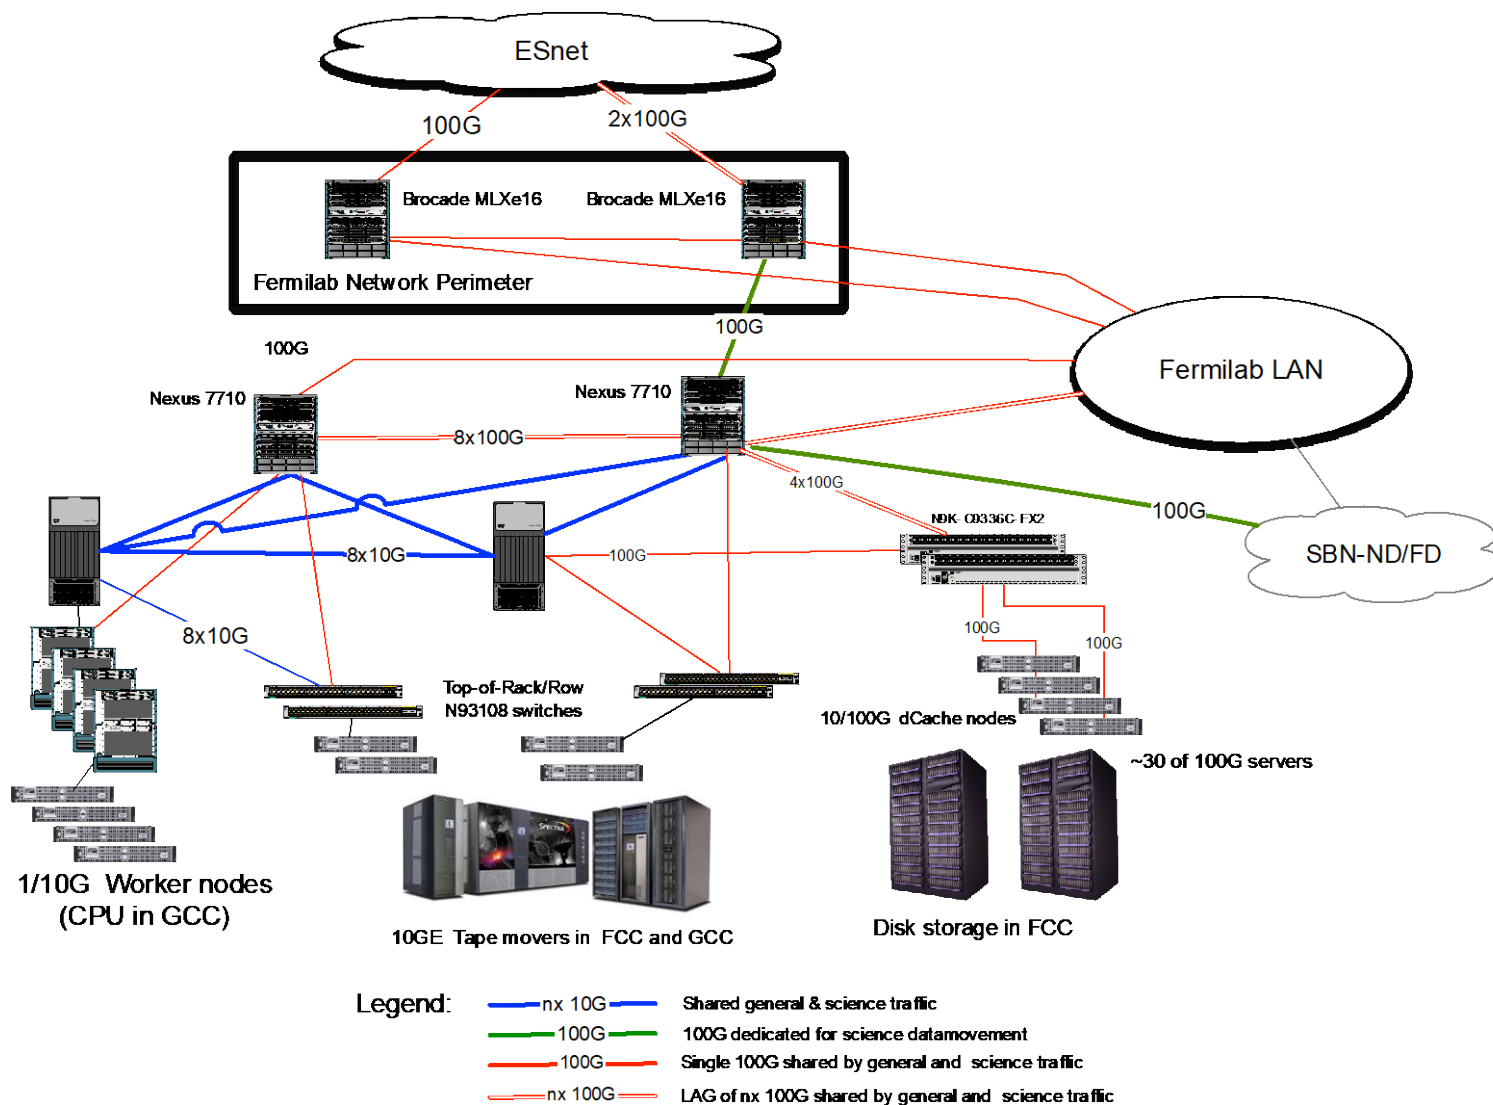 ESnet
100G
2x100G
Brocade MLXe16
Brocade MLXe16
Fermilab Network Perimeter
100G
100G
Nexus 7710
Nexus 7710
Fermilab LAN
8x100G
4x100G
100G
N9K-C9336C-FX2
8x10G
100G
SBN-ND/FD
8x10G
100G
100G
Top-of-Rack/Row
N93108 switches
10/100G dCache nodes
~30 of 100G servers
SPECTRA
1/10G Worker nodes
(CPU in GCC)
10GE Tape movers in FCC and GCC
Disk storage in FCC
Legend:
nx 10G Shared general & science traffic
100G 100G dedicated for science datamovement
100G Single 100G shared by general and science traffic
nx 100G LAG of nx 100G shared by general and science traffic